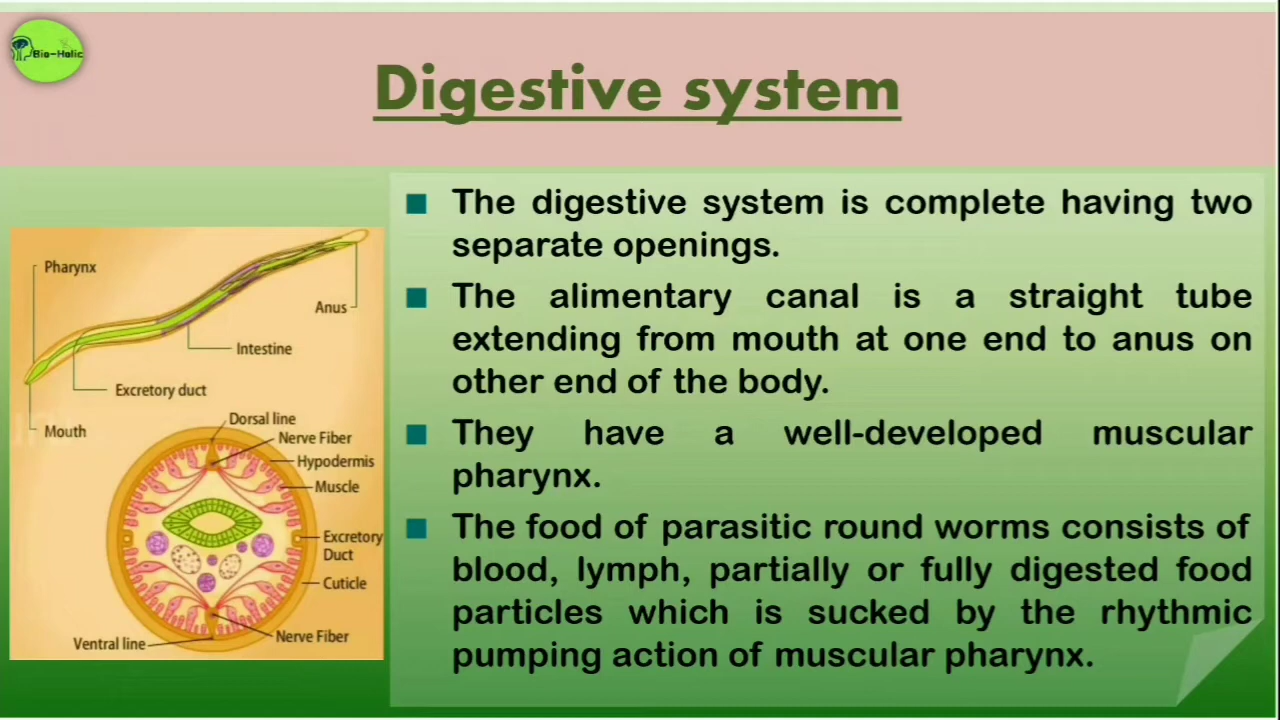 Bio-Holic
Digestive system
The digestive system is complete having two
separate openings.
The alimentary canal is a straight tube
extending from mouth at one end to anus on
other end of the body.
They have a well-developed muscular
pharynx.
The food of parasitic round worms consists of
blood, lymph, partially or fully digested food
particles which is sucked by the rhythmic
pumping action of muscular pharynx.
Pharynx
Anus
Intestine
Excretory duct
Mouth
Dorsal line
Nerve Fiber
Hypodermis
Muscle
Excretory
Duct
Cuticle
Nerve Fiber
Ventral line